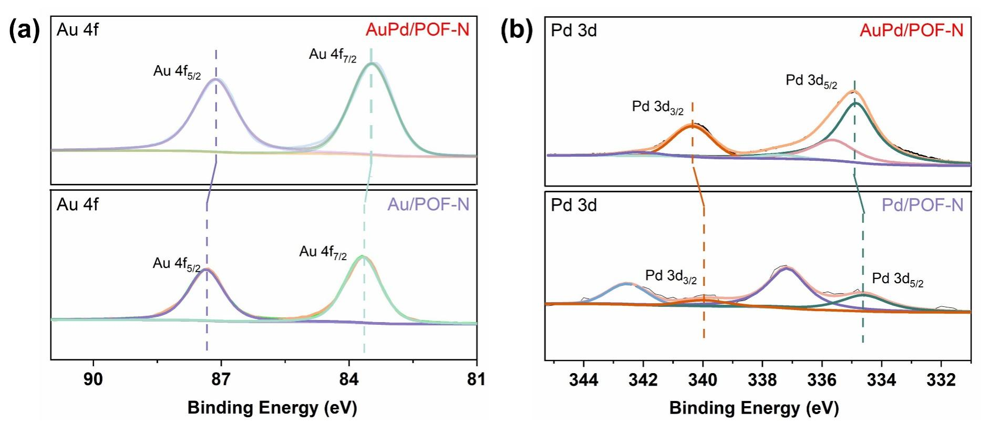 (a)
Au 4f
AuPd/POF-N
Au 4f5/2
Au 4f7/2
Au 4f
Au/POF-N
Au 4f5/2
Au 4f7/2
90 87 84 81
Binding Energy (eV)
(b)
Pd 3d
AuPd/POF-N
Pd 3d3/2
Pd 3d5/2
Pd 3d
Pd/POF-N
Pd 3d3/2
Pd 3d5/2
344 342 340 338 336 334 332
Binding Energy (eV)